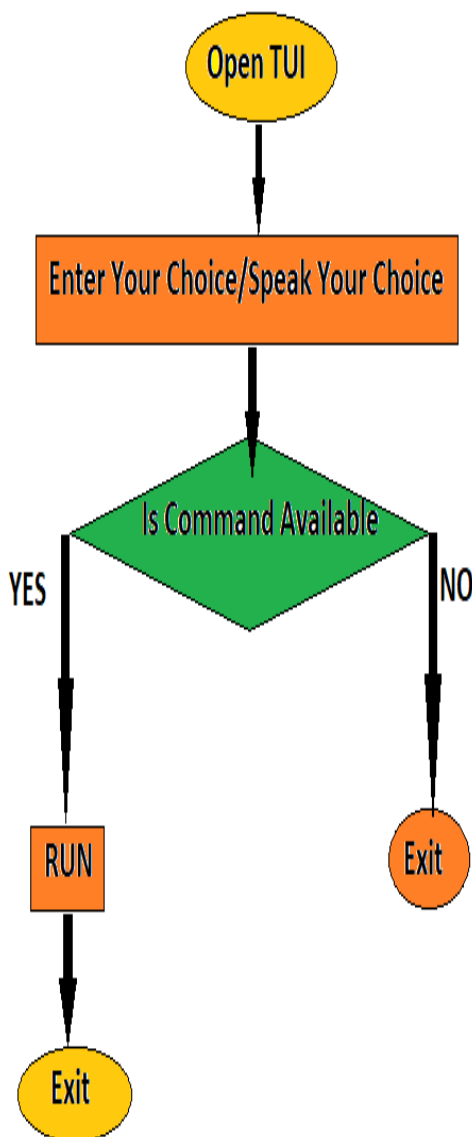 Open TUI
Enter Your Choice/Speak Your Choice
Is Command Available
YES
NO
RUN
Exit
Exit